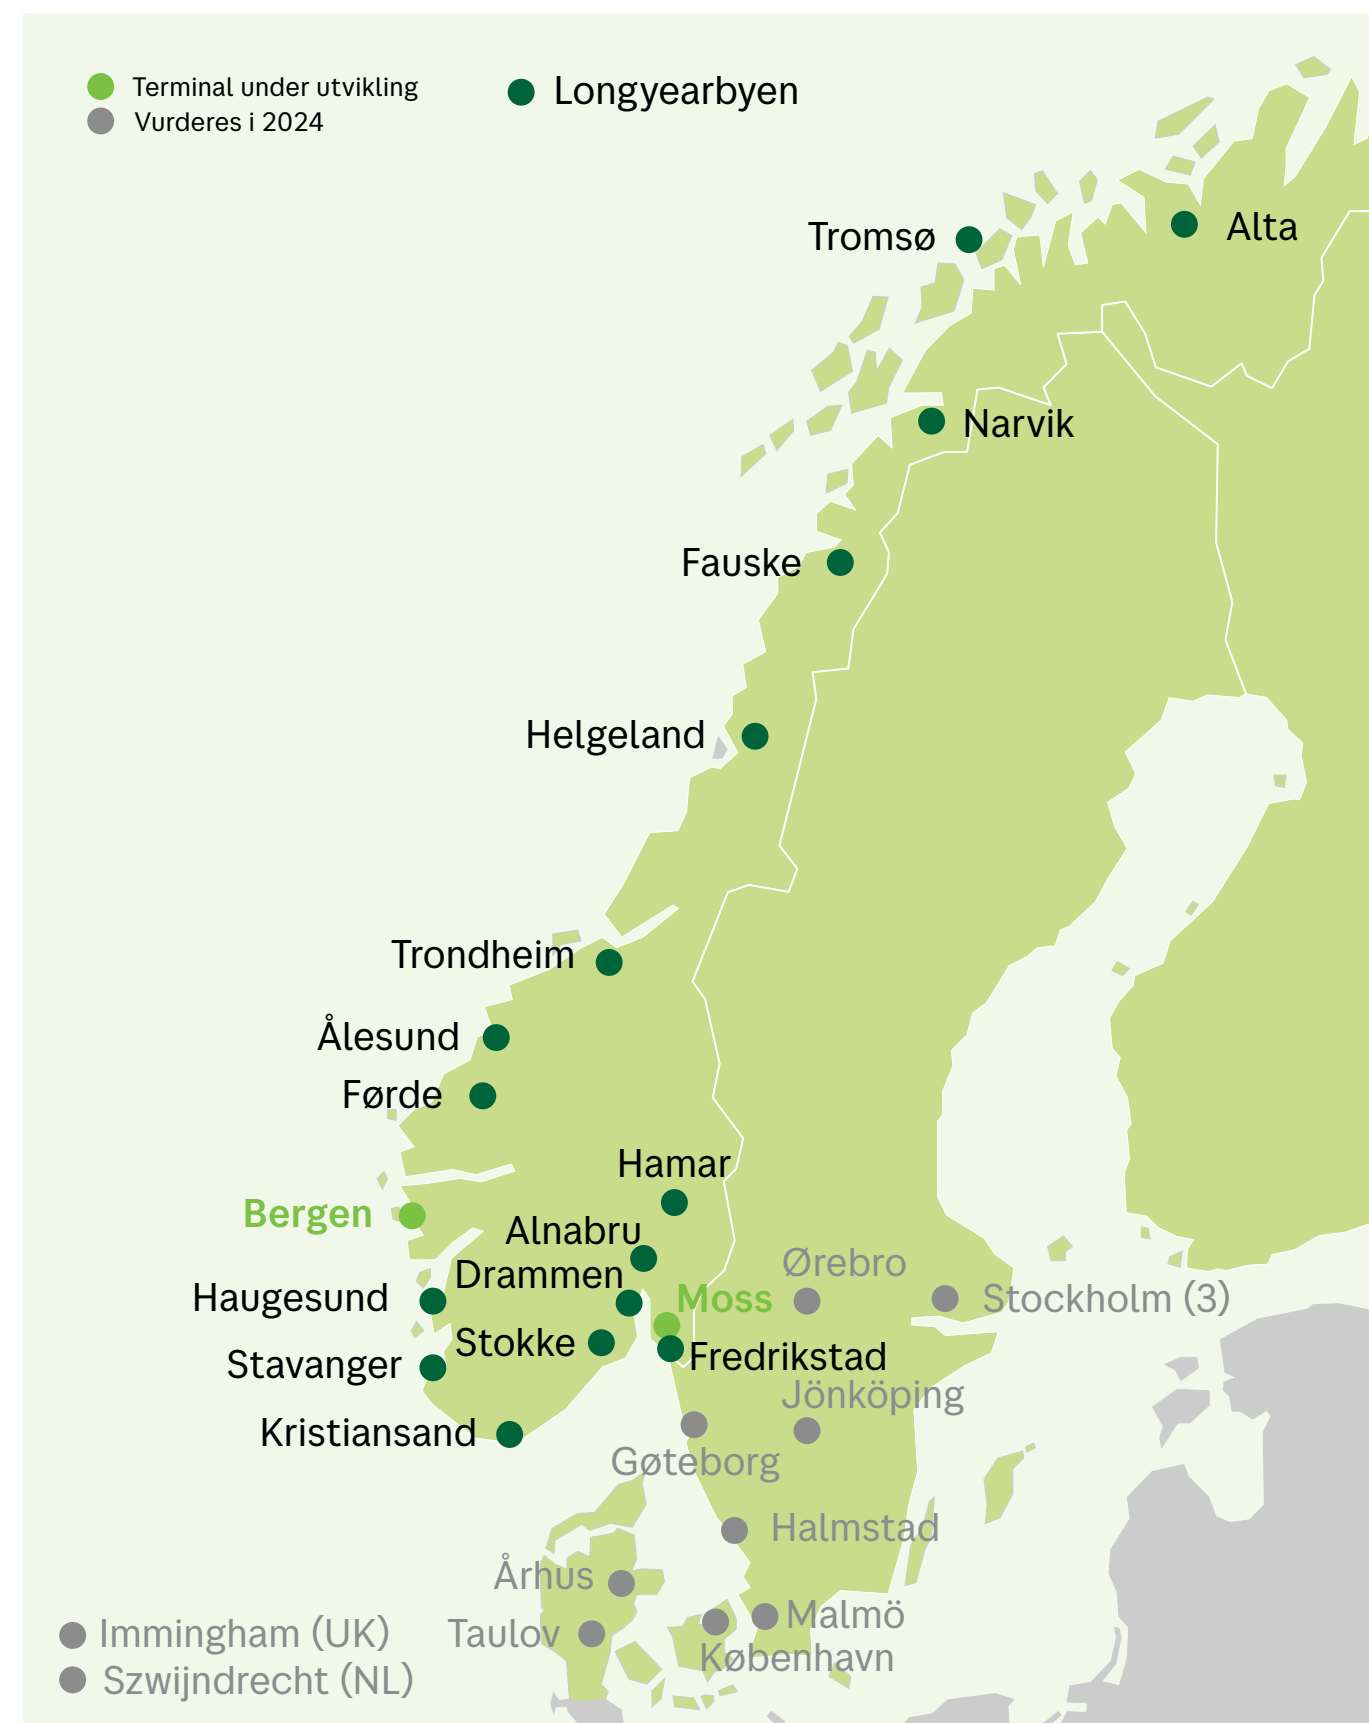 Terminal under utvikling
Vurderes i 2024
Longyearbyen
Alta
Tromsø
Narvik
Fauske
Helgeland
Trondheim
Ålesund
Førde
Hamar
Bergen
Alnabru
Drammen
Ørebro
Haugesund
Moss
Stockholm (3)
Stokke
Fredrikstad
Stavanger
Jönköping
Kristiansand
Gøteborg
Halmstad
Århus
Malmö
Immingham (UK)
Taulov
København
Szwijndrecht (NL)